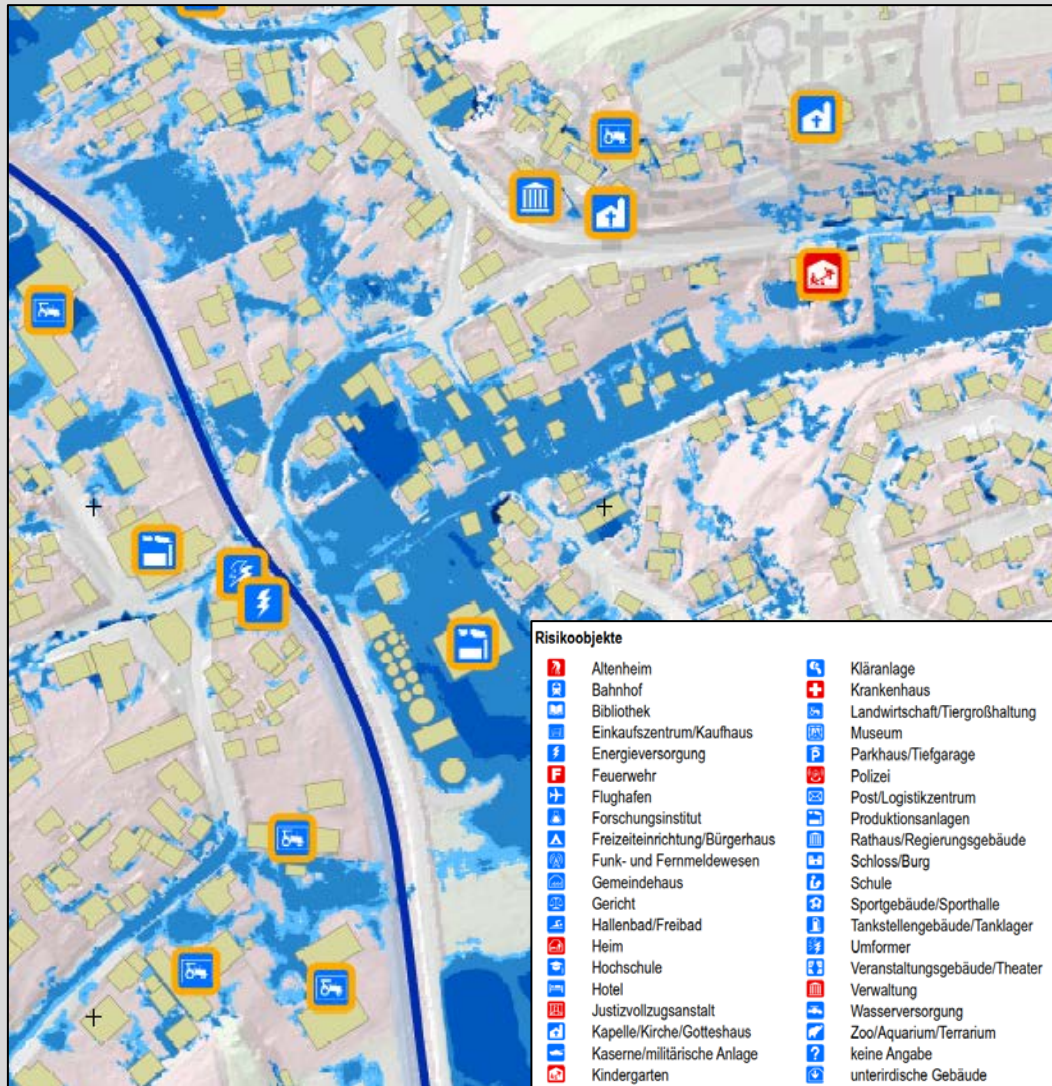 Risikoobjekte
Altenheim
Bahnhof
Bibliothek
Einkaufszentrum/Kaufhaus
Energieversorgung
Feuerwehr
Flughafen
Forschungsinstitut
Freizeiteinrichtung/Bürgerhaus
Funk- und Fernmeldewesen
Gemeindehaus
Gericht
Hallenbad/Freibad
Heim
Hochschule
Hotel
Justizvollzugsanstalt
Kapelle/Kirche/Gotteshaus
Kaserne/militärische Anlage
Kindergarten
Kläranlage
Krankenhaus
Landwirtschaft/Tiergroßhaltung
Museum
Parkhaus/Tiefgarage
Polizei
Post/Logistikzentrum
Produktionsanlagen
Rathaus/Regierungsgebäude
Schloss/Burg
Schule
Sportgebäude/Sporthalle
Tankstellengebäude/Tanklager
Umformer
Veranstaltungsgebäude/Theater
Verwaltung
Wasserversorgung
Zoo/Aquarium/Terrarium
keine Angabe
unterirdische Gebäude